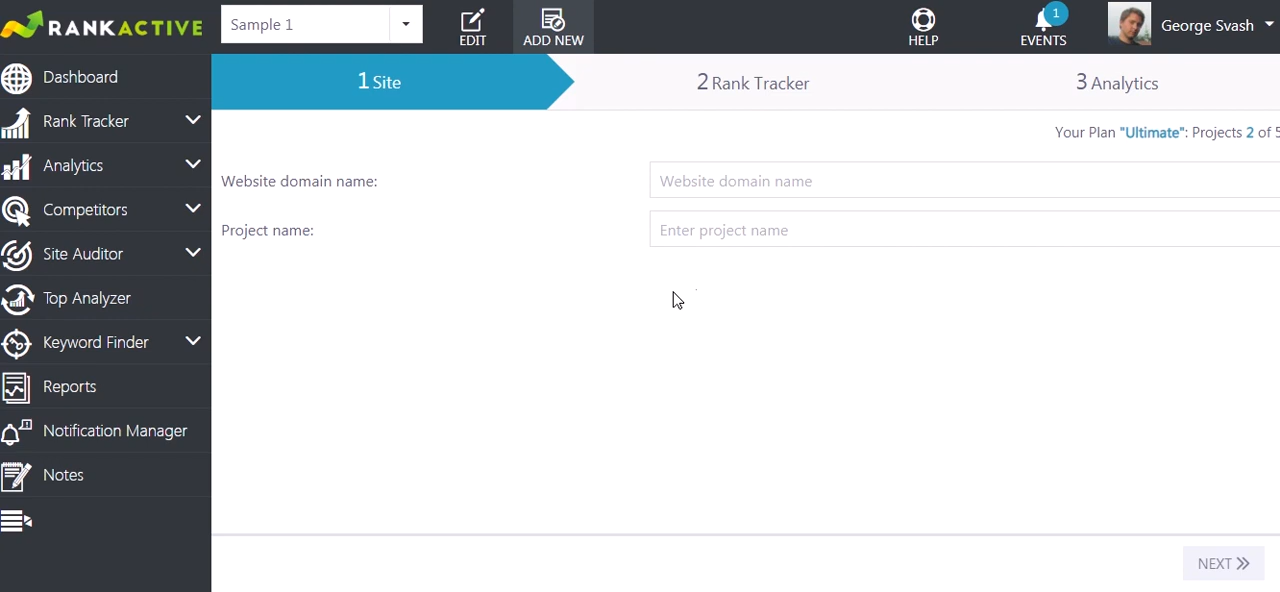 RANKACTIVE
Sample 1
EDIT
ADD NEW
HELP
1
EVENTS
George Svash
Dashboard
Rank Tracker
Analytics
Competitors
Site Auditor
Top Analyzer
Keyword Finder
Reports
1
Notification Manager
Notes
1 Site
2 Rank Tracker
3 Analytics
Your Plan "Ultimate": Projects 2 of 5
Website domain name:
Website domain name
Project name:
Enter project name
NEXT